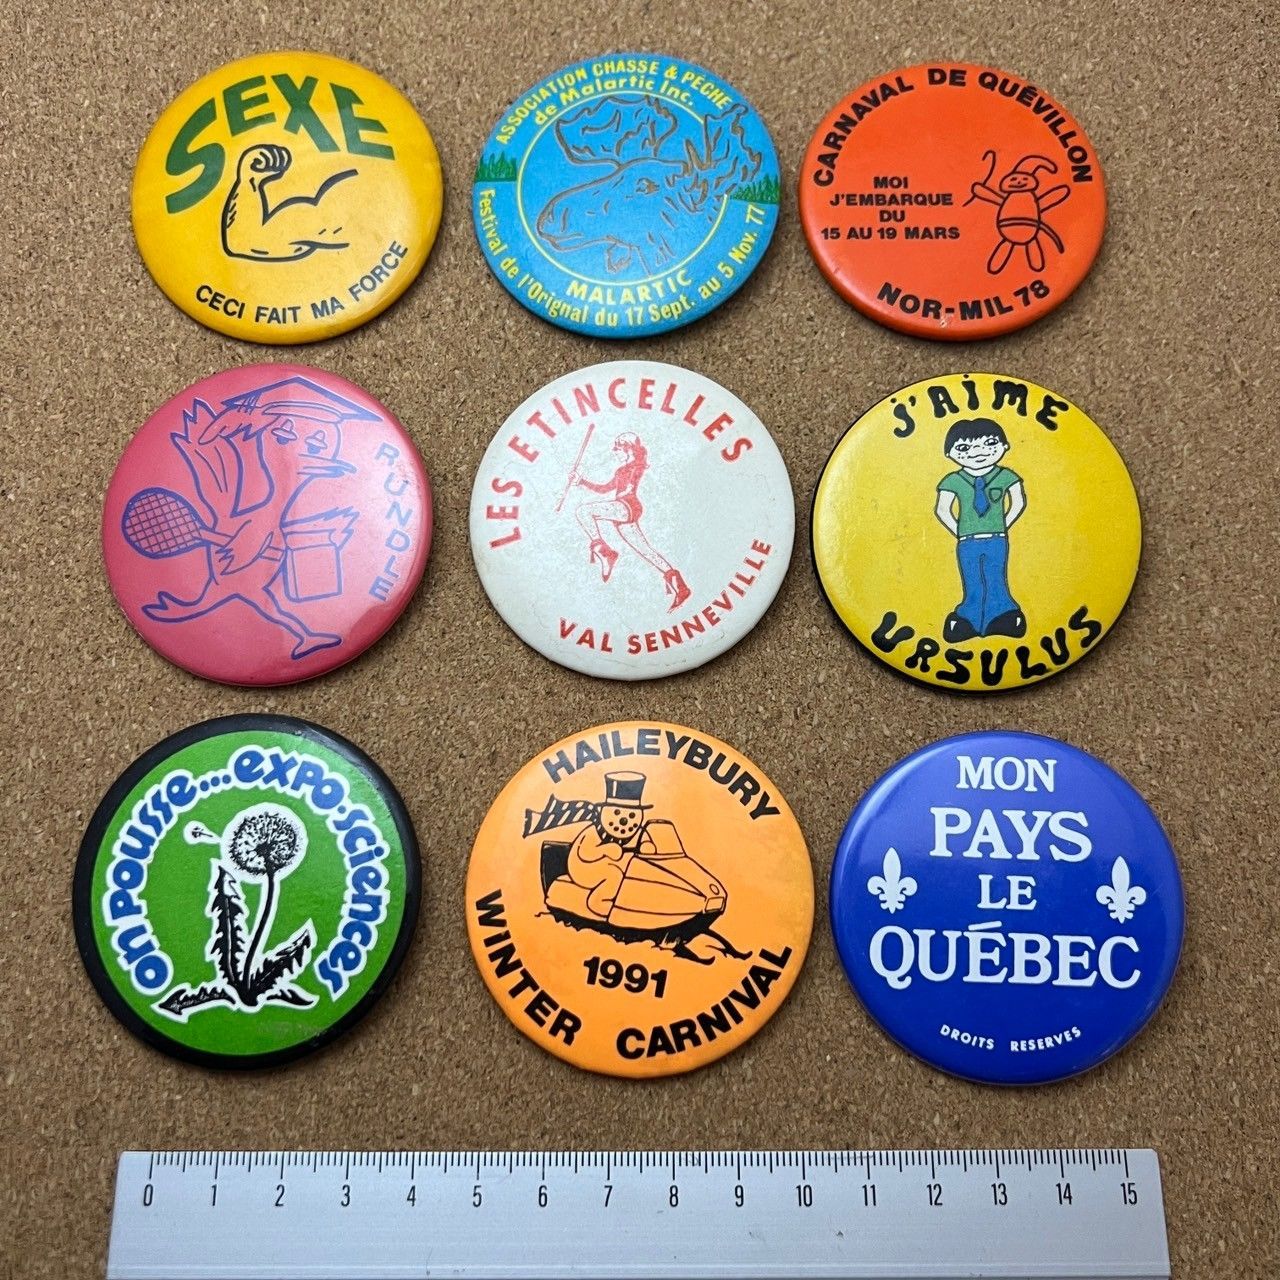 SEXE
CECI FAIT MA FORCE
ASSOCIATION CHASSE & PECHE
de Malartic Inc.
MALARTIC
Festival de l'Orignal du 17 Sept. au 5 Nov. 77
CARNAVAL DE QUÉVILLON
MOI
J'EMBARQUE
DU
15 AU 19 MARS
NOR-MIL 78
RUNDLE
LES ETINCELLES
VAL SENNEVILLE
J'AIME
URSULUS
on pousse... expo-sciences
HAILEYBURY
1991
WINTER CARNIVAL
MON
PAYS
LE
QUÉBEC
DROITS RESERVES
0 1 2 3 4 5 6 7 8 9 10 11 12 13 14 15